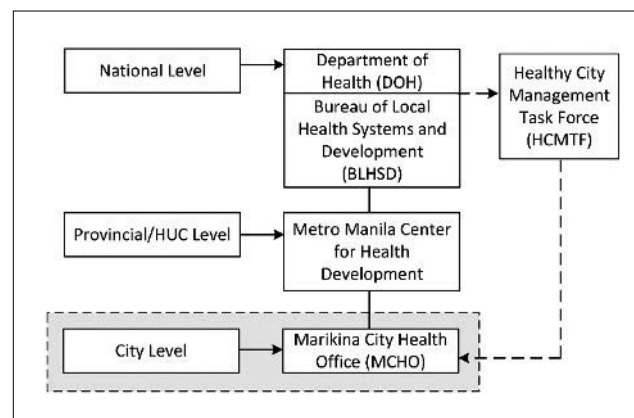 National Level
Department of
Health (DOH)
Bureau of Local
Health Systems and
Development
(BLHSD)
Healthy City
Management
Task Force
(HCMTF)
Provincial/HUC Level
Metro Manila Center
for Health
Development
City Level
Marikina City Health
Office (MCHO)